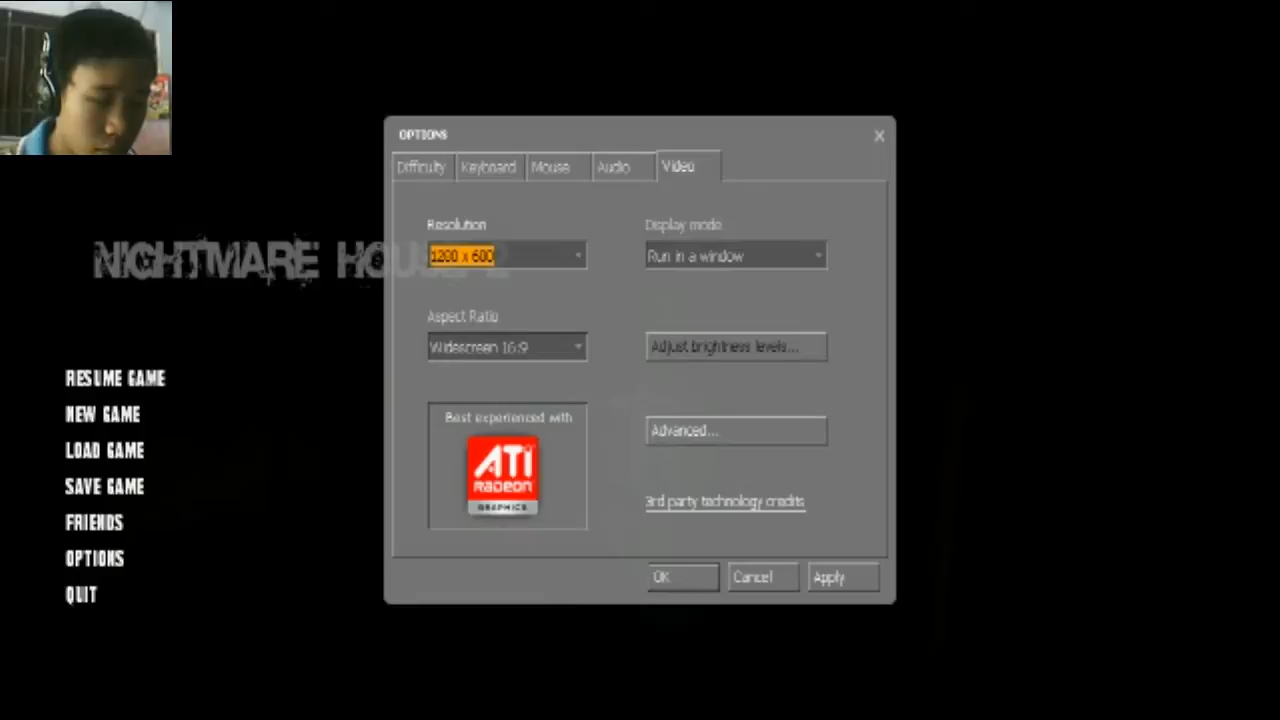 OPTIONS
Difficulty
Keyboard
Mouse
Audio
Video
Resolution
1200 x 600
Display mode
Run in a window
NIGHTMARE HOUSE 2
Aspect Ratio
Widescreen 16:9
Adjust brightness levels...
RESUME GAME
NEW GAME
LOAD GAME
SAVE GAME
FRIENDS
OPTIONS
QUIT
Best experienced with
ATI
RADEON
GRAPHICS
Advanced...
3rd party technology credits
OK
Cancel
Apply